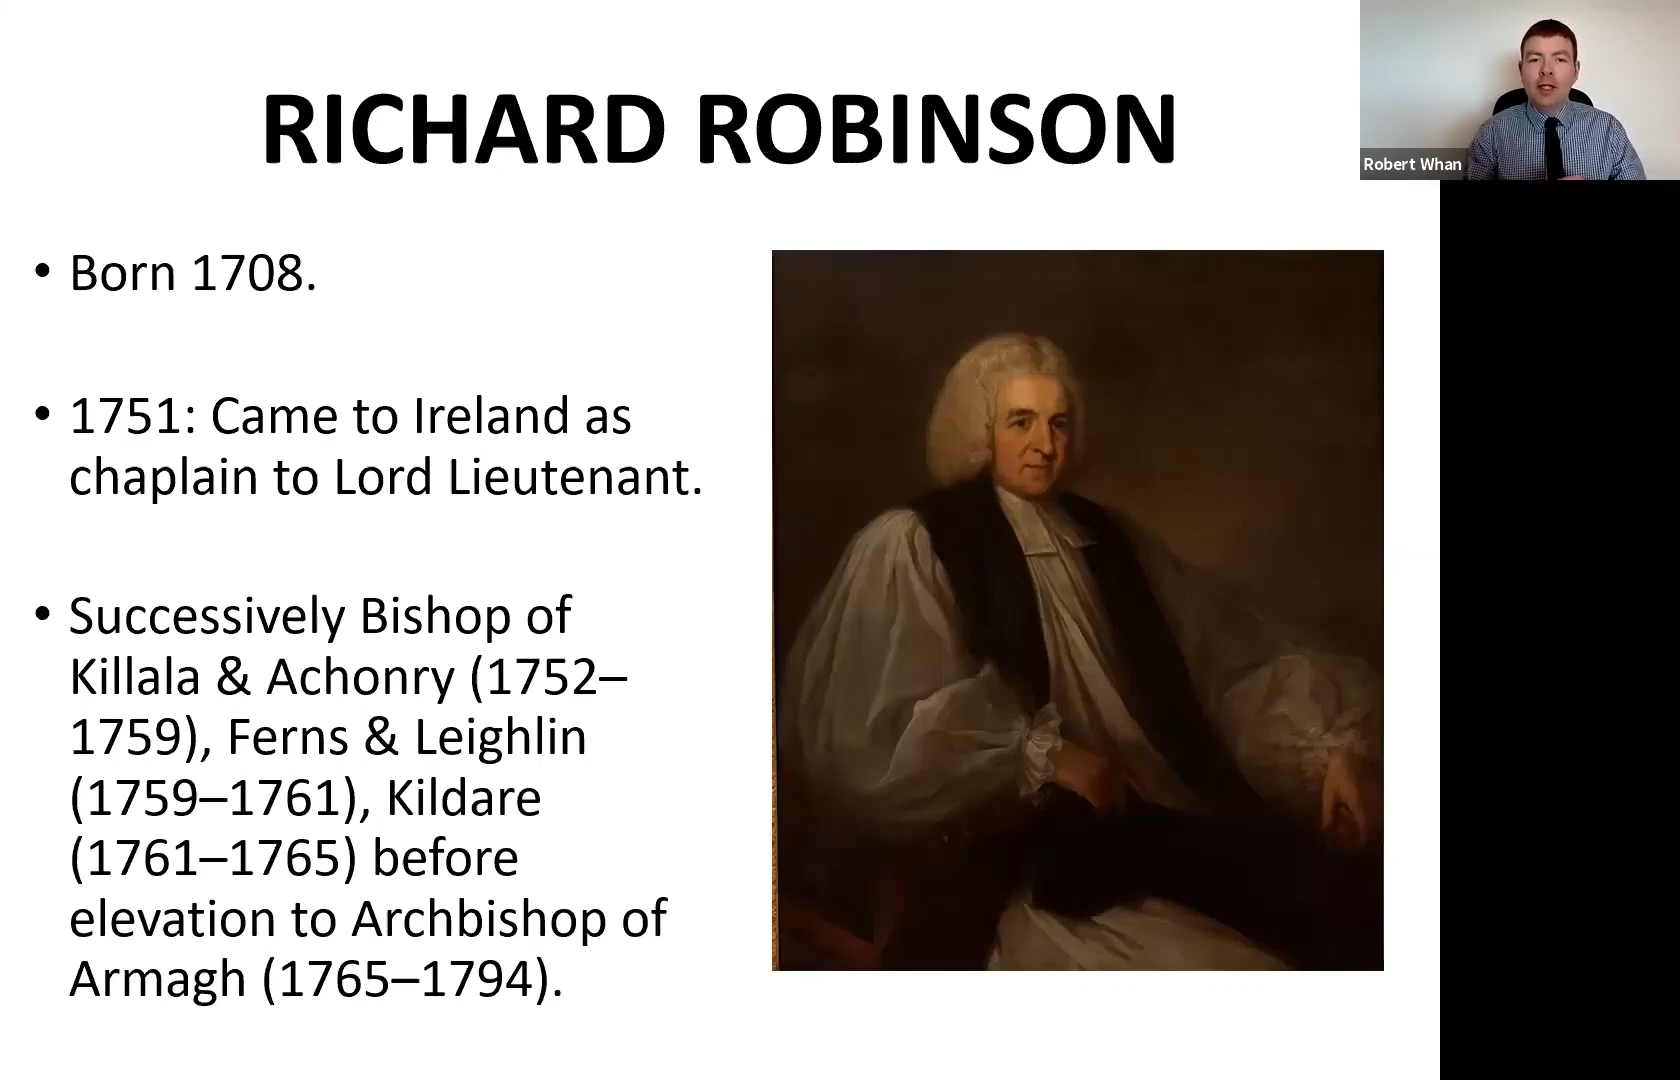 RICHARD ROBINSON
Robert Whan
• Born 1708.
• 1751: Came to Ireland as
chaplain to Lord Lieutenant.
• Successively Bishop of
Killala & Achonry (1752–
1759), Ferns & Leighlin
(1759–1761), Kildare
(1761–1765) before
elevation to Archbishop of
Armagh (1765–1794).